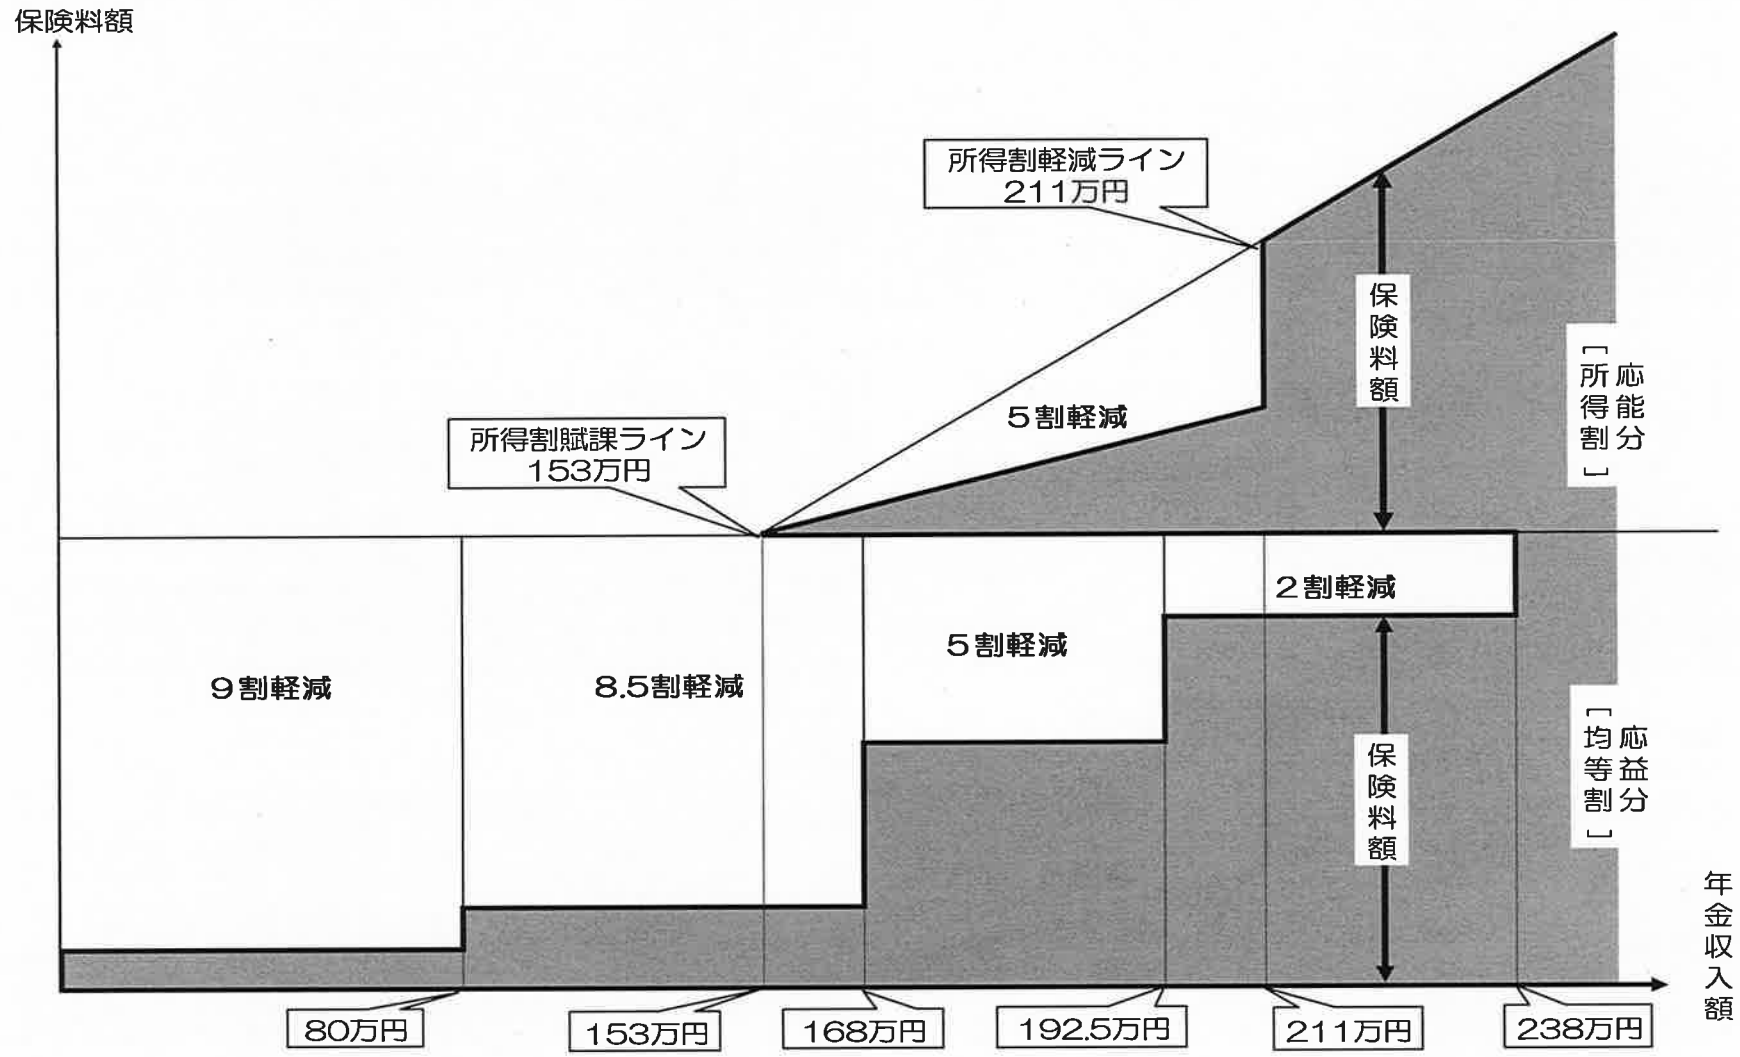 保険料額
所得割軽減ライン
211万円
保険料額
応能分
[所得割]
5割軽減
所得割賦課ライン
153万円
2割軽減
5割軽減
9割軽減
8.5割軽減
保険料額
応益分
[均等割]
年金収入額
80万円
153万円
168万円
192.5万円
211万円
238万円